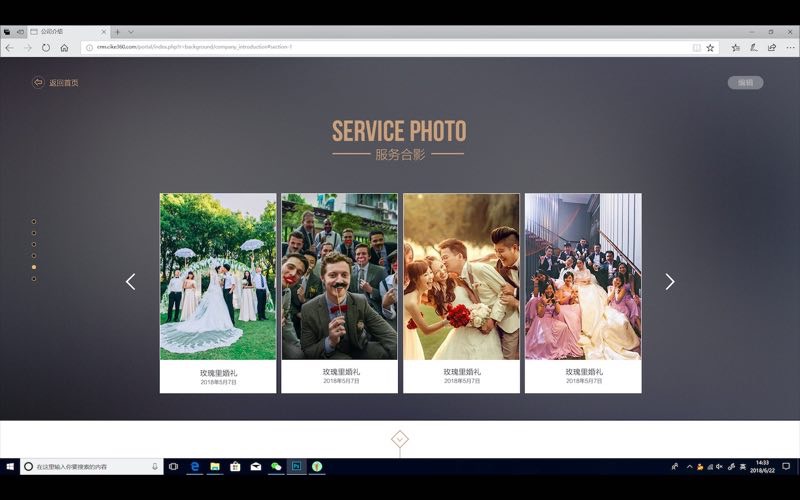 公司介绍
cnn.cike360.com/portal/index.php?r=background/company_introduction#section-1
返回首页
编辑
SERVICE PHOTO
服务合影
玫瑰里婚礼
2018年5月7日
玫瑰里婚礼
2018年5月7日
玫瑰里婚礼
2018年5月7日
玫瑰里婚礼
2018年5月7日
在这里输入你要搜索的内容
Ps
英
14:33
2018/6/22